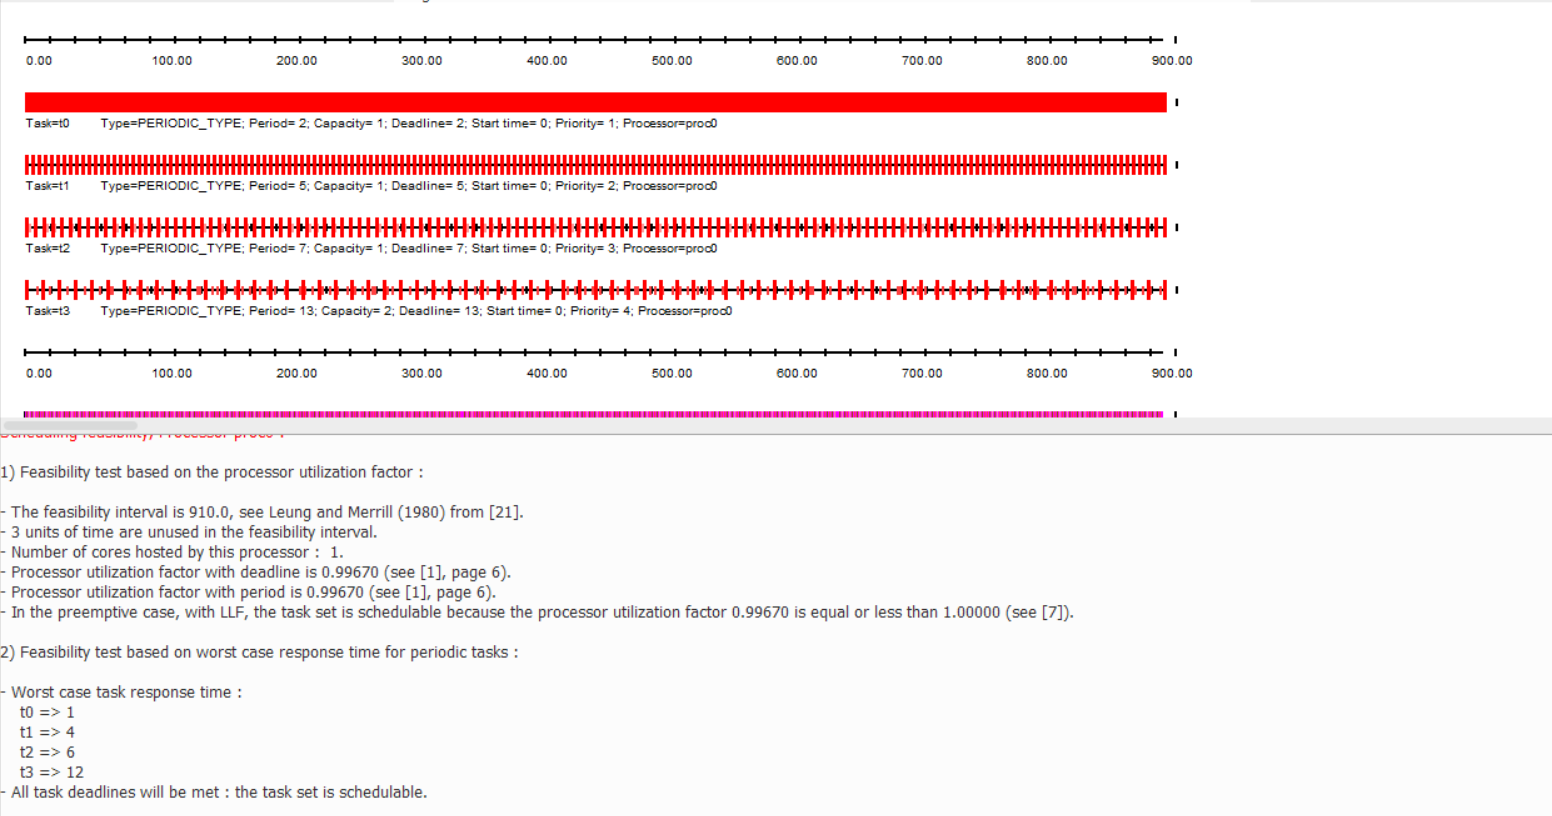 0.00 100.00 200.00 300.00 400.00 500.00 600.00 700.00 800.00 900.00
Task=t0 Type=PERIODIC_TYPE; Period= 2; Capacity= 1; Deadline= 2; Start time= 0; Priority= 1; Processor=proc0
Task=t1 Type=PERIODIC_TYPE; Period= 5; Capacity= 1; Deadline= 5; Start time= 0; Priority= 2; Processor=proc0
Task=t2 Type=PERIODIC_TYPE; Period= 7; Capacity= 1; Deadline= 7; Start time= 0; Priority= 3; Processor=proc0
Task=t3 Type=PERIODIC_TYPE; Period= 13; Capacity= 2; Deadline= 13; Start time= 0; Priority= 4; Processor=proc0
0.00 100.00 200.00 300.00 400.00 500.00 600.00 700.00 800.00 900.00
Scheduling feasibility, Processor proc0 :
1) Feasibility test based on the processor utilization factor :
- The feasibility interval is 910.0, see Leung and Merrill (1980) from [21].
- 3 units of time are unused in the feasibility interval.
- Number of cores hosted by this processor : 1.
- Processor utilization factor with deadline is 0.99670 (see [1], page 6).
- Processor utilization factor with period is 0.99670 (see [1], page 6).
- In the preemptive case, with LLF, the task set is schedulable because the processor utilization factor 0.99670 is equal or less than 1.00000 (see [7]).
2) Feasibility test based on worst case response time for periodic tasks :
- Worst case task response time :
t0 => 1
t1 => 4
t2 => 6
t3 => 12
- All task deadlines will be met : the task set is schedulable.